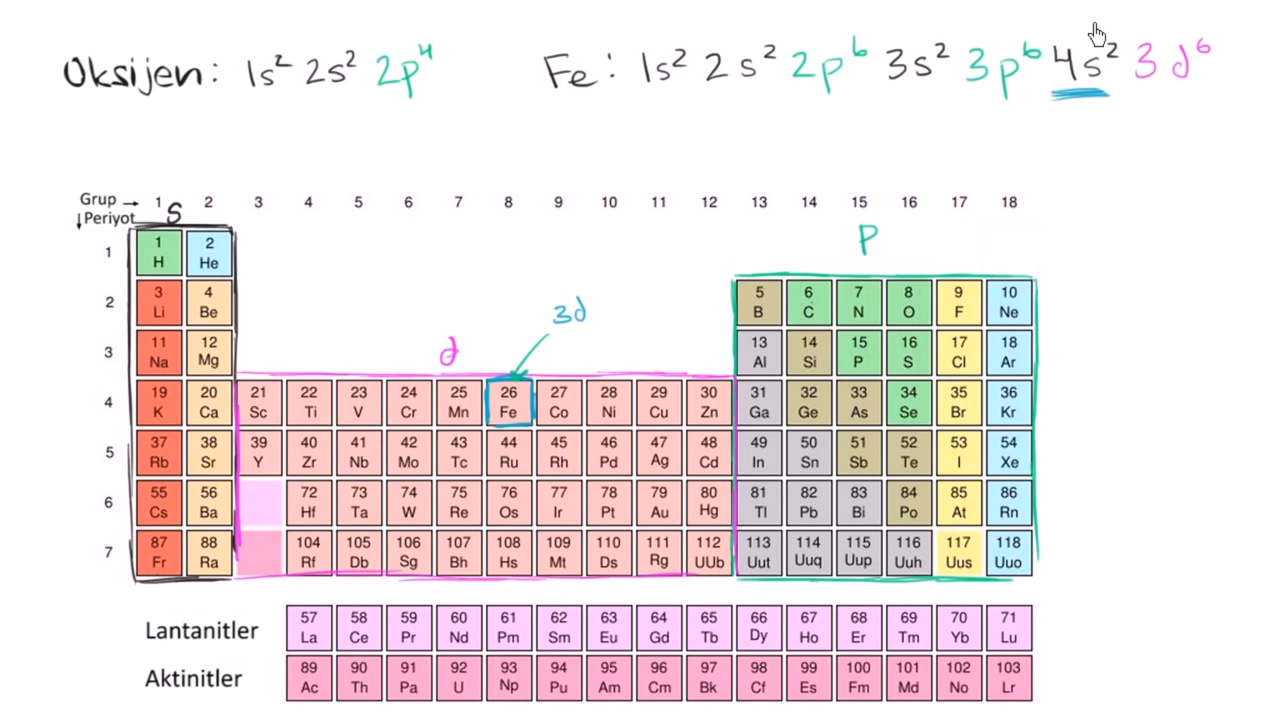 Oksijen: 1s² 2s² 2p⁴ Fe: 1s² 2s² 2p⁶ 3s² 3p⁶ 4s² 3d⁶
Grup → 1 2 3 4 5 6 7 8 9 10 11 12 13 14 15 16 17 18
↓Periyot S
p
1 1 2
H He
3d
2 3 4 5 6 7 8 9 10
Li Be B C N O F Ne
d
3 11 12 13 14 15 16 17 18
Na Mg Al Si P S Cl Ar
4 19 20 21 22 23 24 25 26 27 28 29 30 31 32 33 34 35 36
K Ca Sc Ti V Cr Mn Fe Co Ni Cu Zn Ga Ge As Se Br Kr
5 37 38 39 40 41 42 43 44 45 46 47 48 49 50 51 52 53 54
Rb Sr Y Zr Nb Mo Tc Ru Rh Pd Ag Cd In Sn Sb Te I Xe
6 55 56 72 73 74 75 76 77 78 79 80 81 82 83 84 85 86
Cs Ba Hf Ta W Re Os Ir Pt Au Hg Tl Pb Bi Po At Rn
7 87 88 104 105 106 107 108 109 110 111 112 113 114 115 116 117 118
Fr Ra Rf Db Sg Bh Hs Mt Ds Rg UUb Uut Uuq Uup Uuh Uus Uuo
Lantanitler 57 58 59 60 61 62 63 64 65 66 67 68 69 70 71
La Ce Pr Nd Pm Sm Eu Gd Tb Dy Ho Er Tm Yb Lu
Aktinitler 89 90 91 92 93 94 95 96 97 98 99 100 101 102 103
Ac Th Pa U Np Pu Am Cm Bk Cf Es Fm Md No Lr